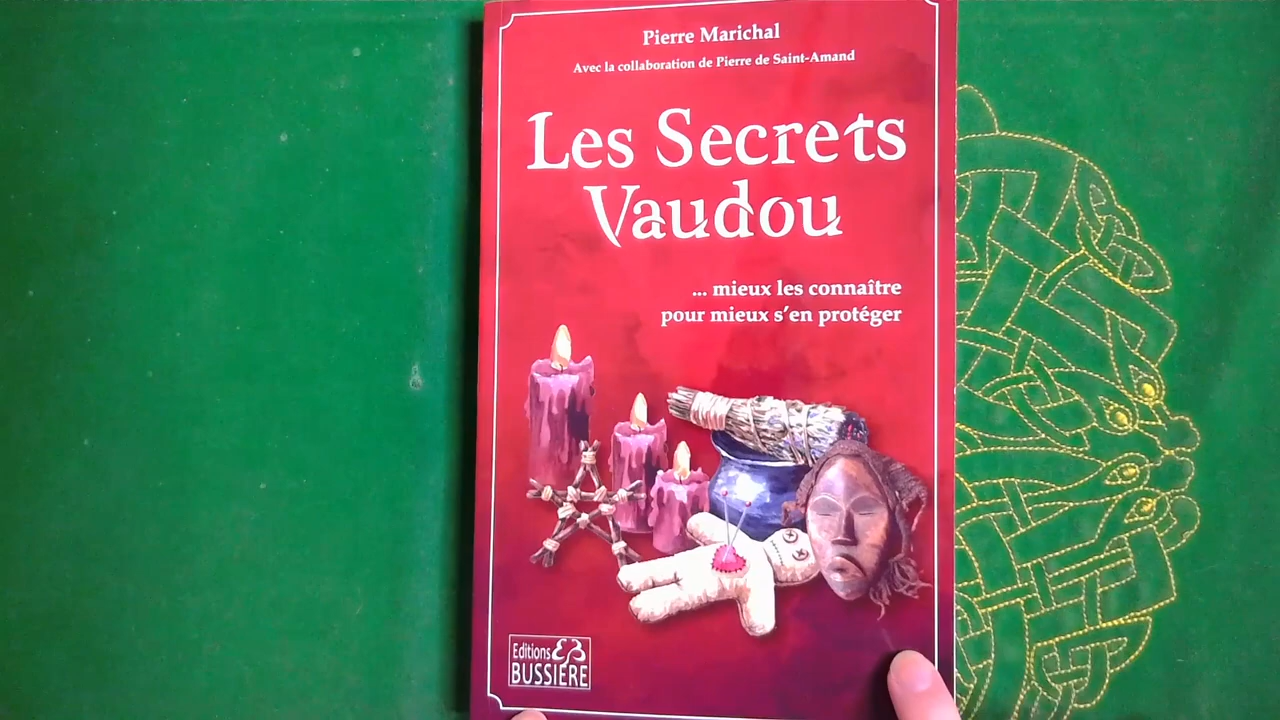 Pierre Marichal
Avec la collaboration de Pierre de Saint-Amand
Les Secrets
Vaudou
... mieux les connaître
pour mieux s'en protéger
Editions
BUSSIERE